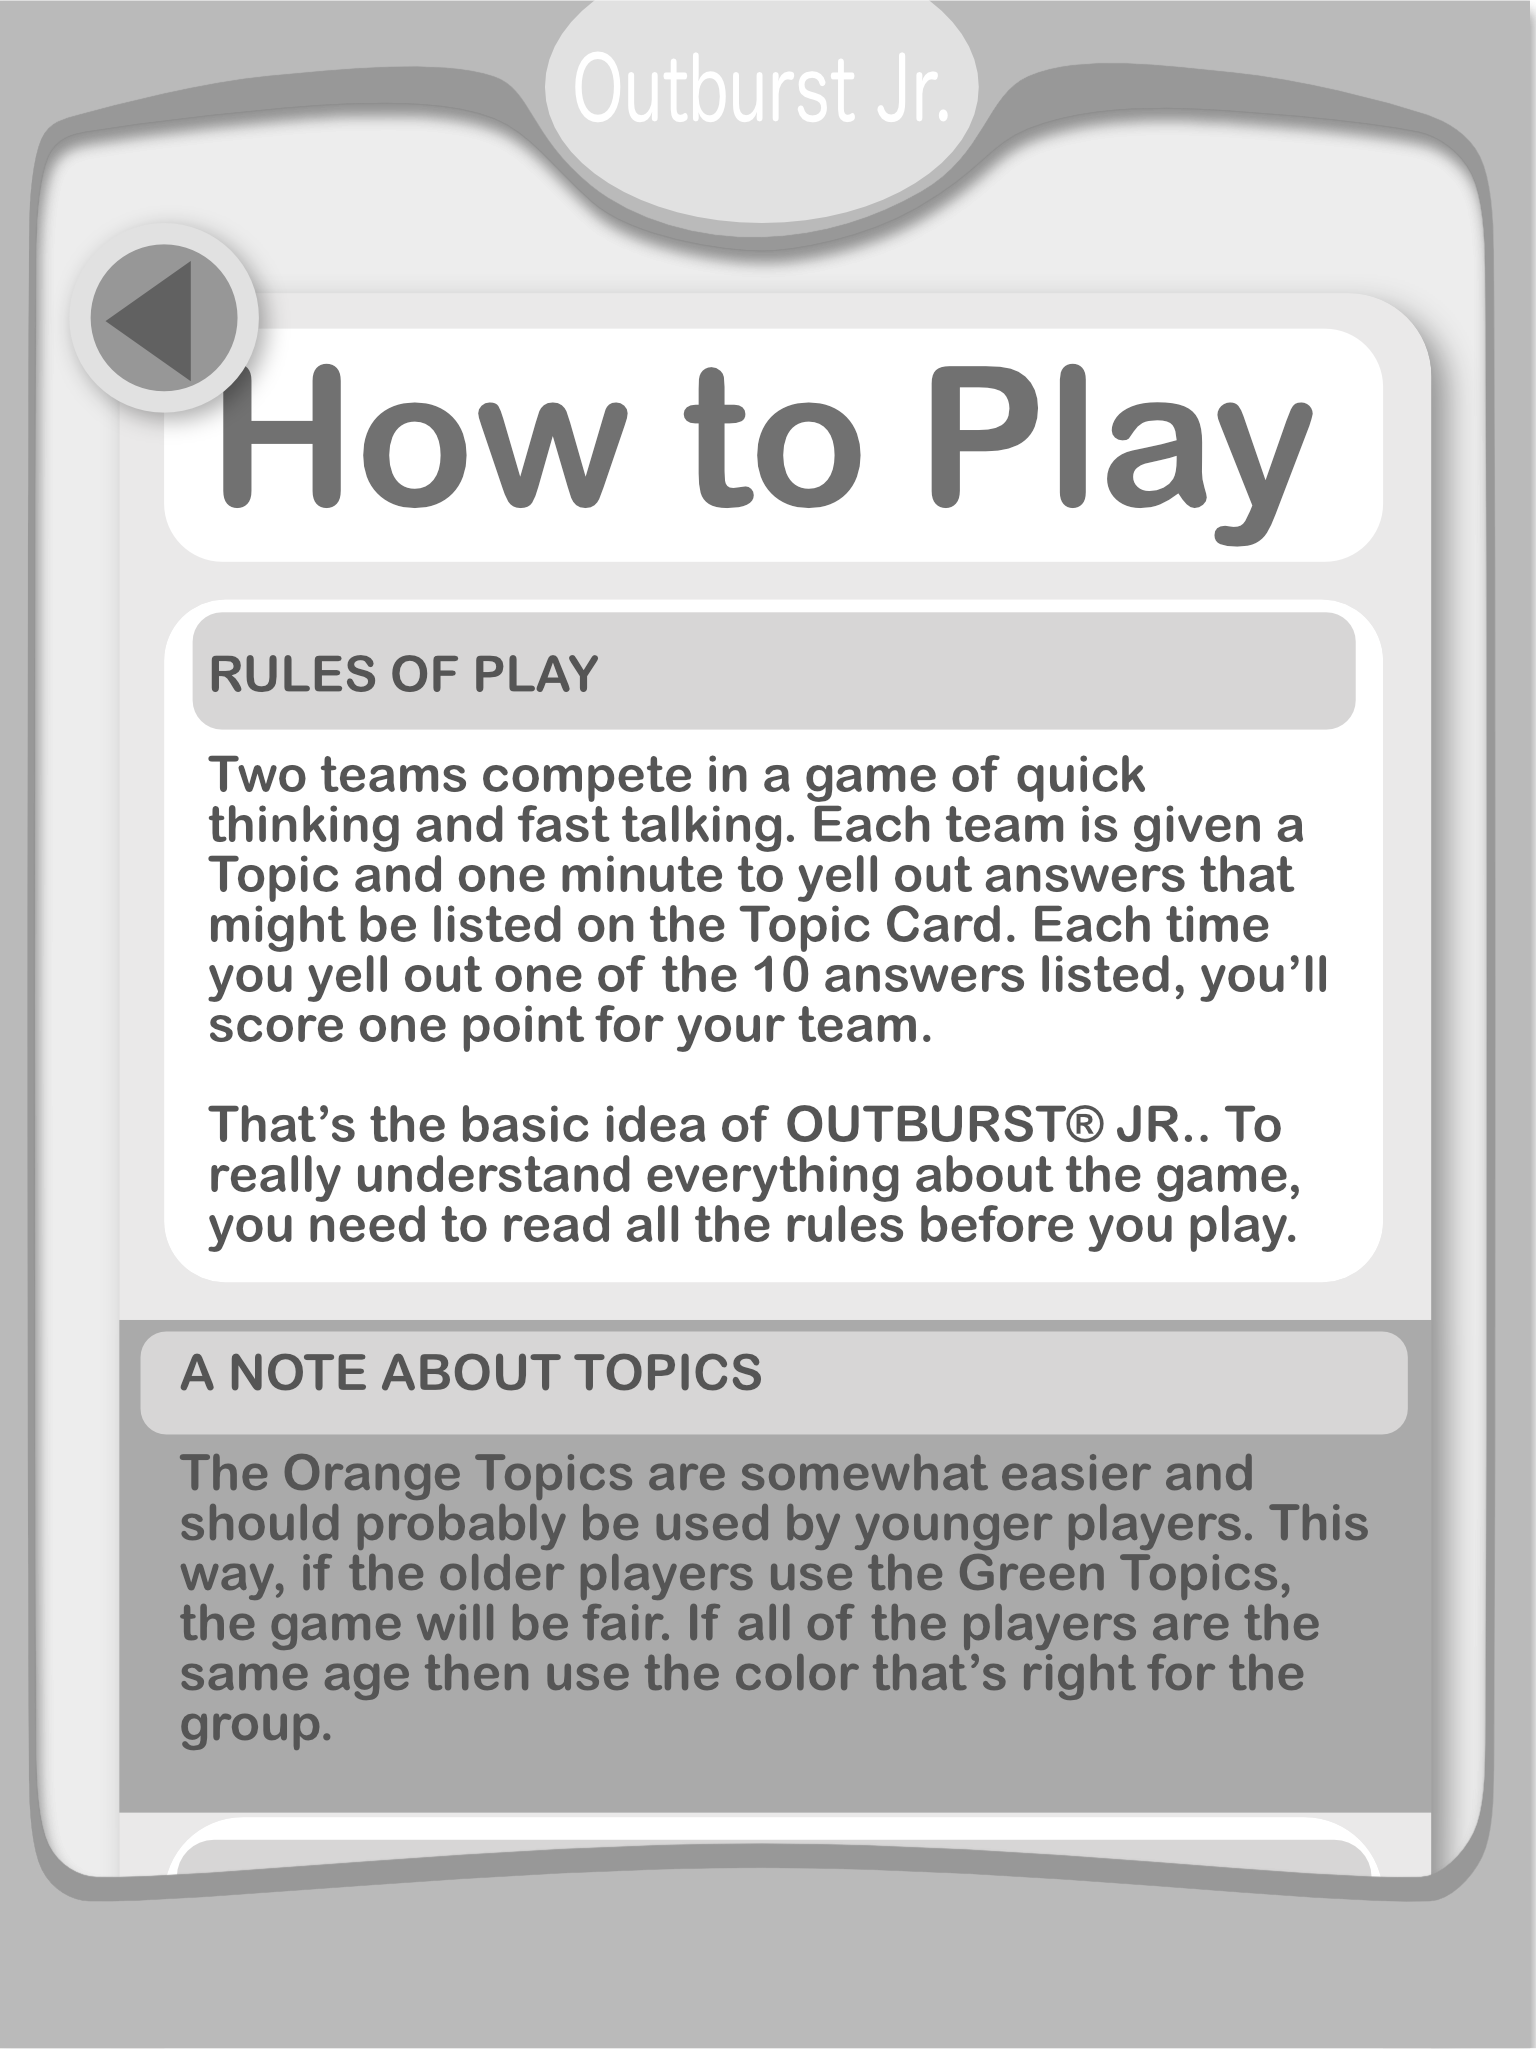 Outburst Jr.
How to Play
RULES OF PLAY
Two teams compete in a game of quick
thinking and fast talking. Each team is given a
Topic and one minute to yell out answers that
might be listed on the Topic Card. Each time
you yell out one of the 10 answers listed, you’ll
score one point for your team.
That’s the basic idea of OUTBURST® JR.. To
really understand everything about the game,
you need to read all the rules before you play.
A NOTE ABOUT TOPICS
The Orange Topics are somewhat easier and
should probably be used by younger players. This
way, if the older players use the Green Topics,
the game will be fair. If all of the players are the
same age then use the color that’s right for the
group.